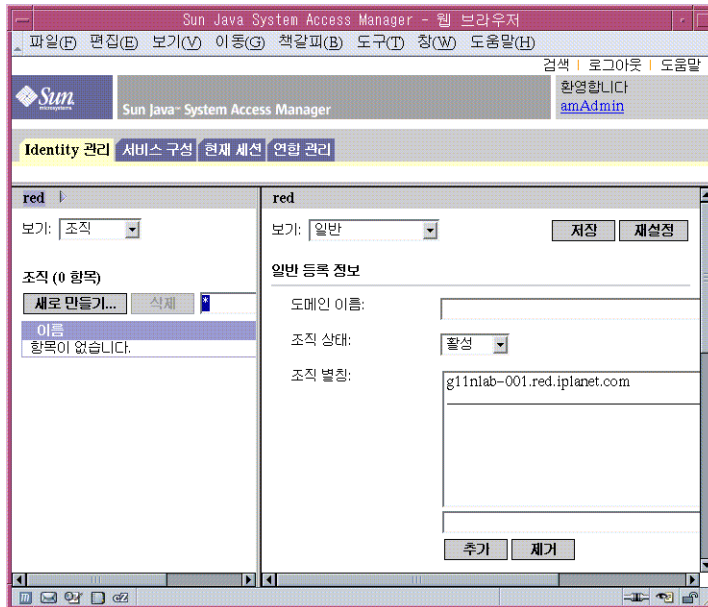 Sun Java System Access Manager - 웹 브라우저
파일(F) 편집(E) 보기(V) 이동(G) 책갈피(B) 도구(T) 창(W) 도움말(H)
검색 | 로그아웃 | 도움말
Sun
microsystems
Sun Java™ System Access Manager
환영합니다
amAdmin
Identity 관리 서비스 구성 현재 세션 연합 관리
red
보기: 조직
조직 (0 항목)
새로 만들기... 삭제 *
이름
항목이 없습니다.
red
보기: 일반 저장 재설정
일반 등록 정보
도메인 이름:
조직 상태: 활성
조직 별칭: g11nlab-001.red.iplanet.com
추가 제거